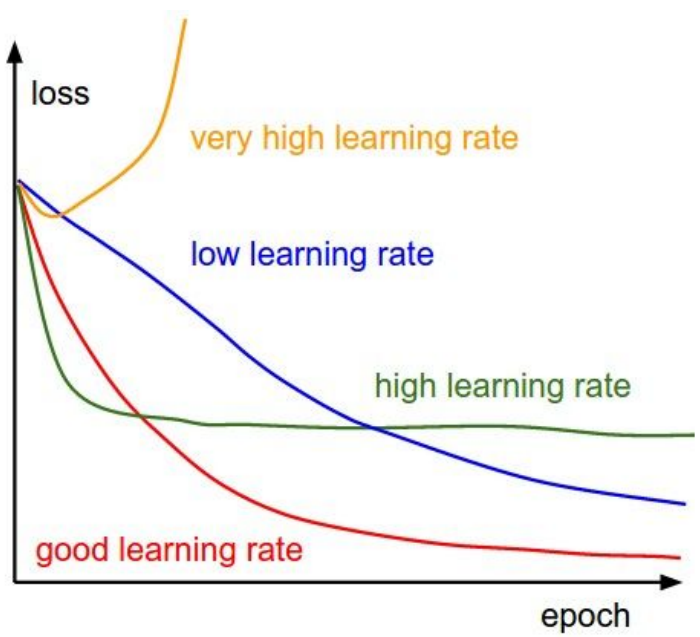 loss
very high learning rate
low learning rate
high learning rate
good learning rate
epoch